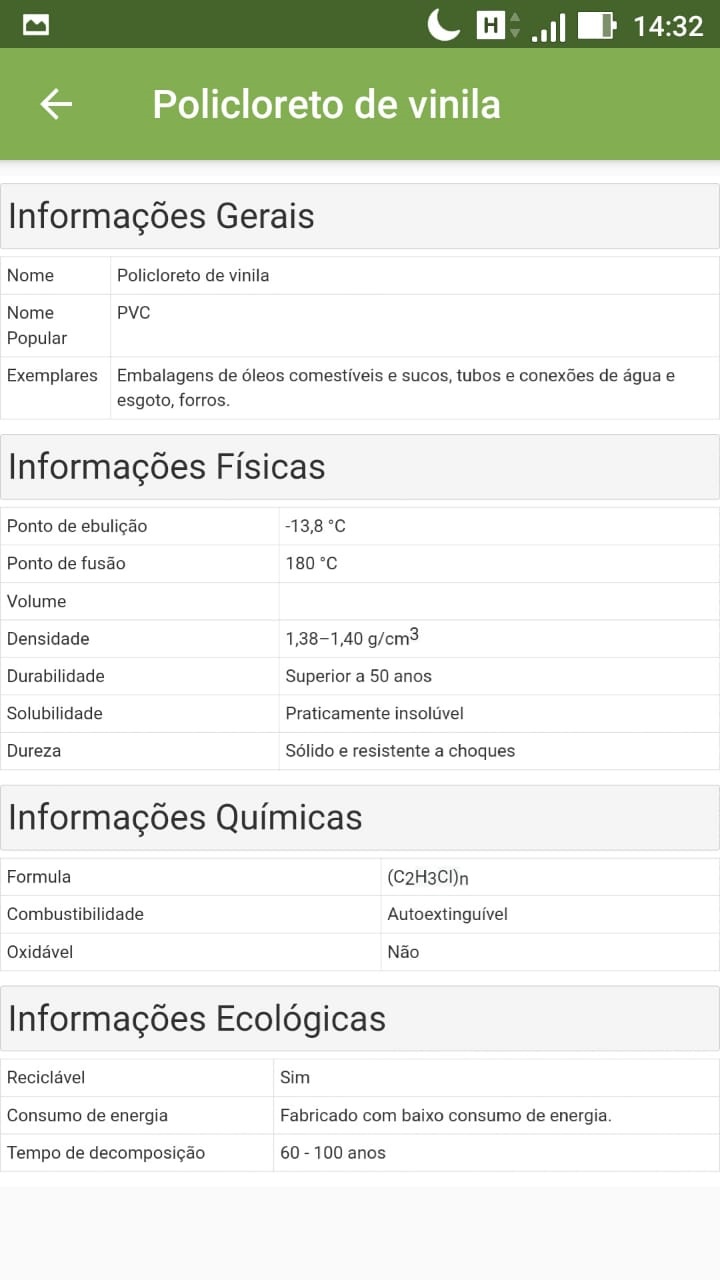 H 14:32
Policloreto de vinila
Informações Gerais
Nome Policloreto de vinila
Nome PVC
Popular
Exemplares Embalagens de óleos comestíveis e sucos, tubos e conexões de água e
esgoto, forros.
Informações Físicas
Ponto de ebulição -13,8 °C
Ponto de fusão 180 °C
Volume
Densidade 1,38–1,40 g/cm³
Durabilidade Superior a 50 anos
Solubilidade Praticamente insolúvel
Dureza Sólido e resistente a choques
Informações Químicas
Formula (C2H3Cl)n
Combustibilidade Autoextinguível
Oxidável Não
Informações Ecológicas
Reciclável Sim
Consumo de energia Fabricado com baixo consumo de energia.
Tempo de decomposição 60 - 100 anos